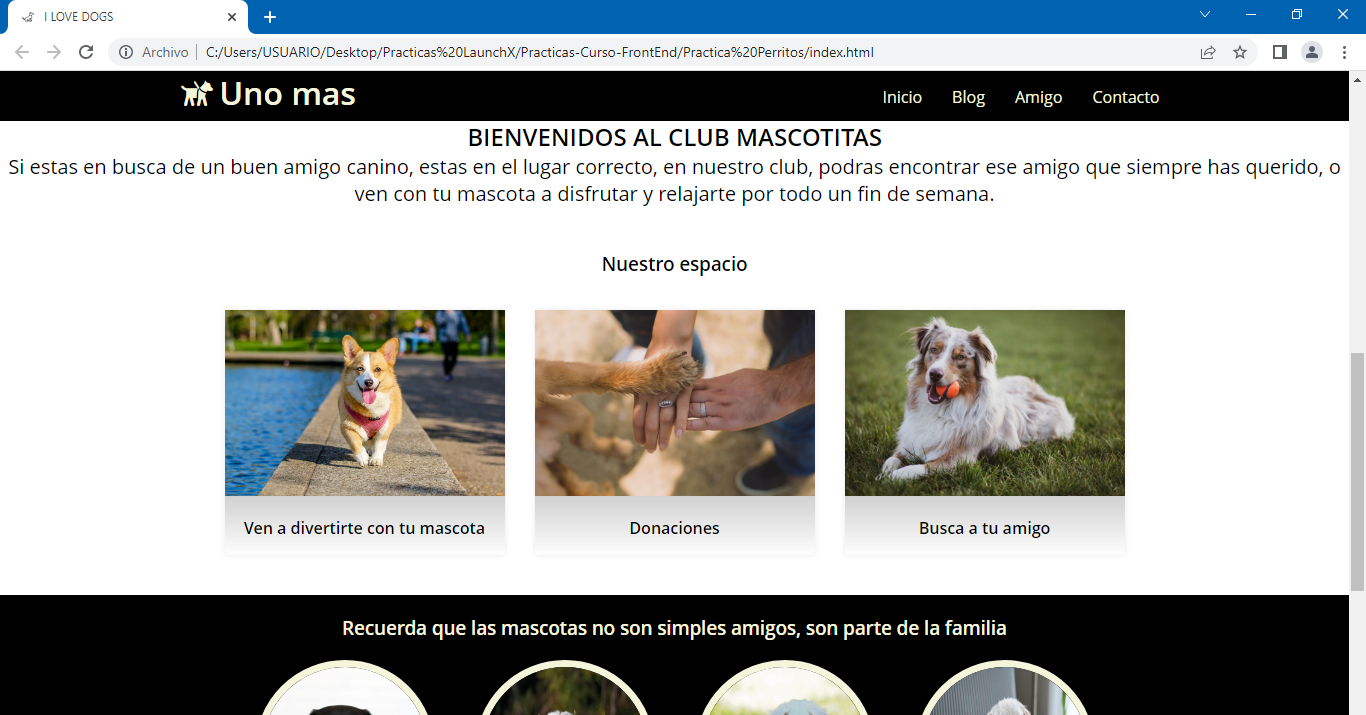 I LOVE DOGS
Archivo | C:/Users/USUARIO/Desktop/Practicas%20LaunchX/Practicas-Curso-FrontEnd/Practica%20Perritos/index.html
Uno mas
Inicio Blog Amigo Contacto
BIENVENIDOS AL CLUB MASCOTITAS
Si estas en busca de un buen amigo canino, estas en el lugar correcto, en nuestro club, podras encontrar ese amigo que siempre has querido, o
ven con tu mascota a disfrutar y relajarte por todo un fin de semana.
Nuestro espacio
Ven a divertirte con tu mascota
Donaciones
Busca a tu amigo
Recuerda que las mascotas no son simples amigos, son parte de la familia